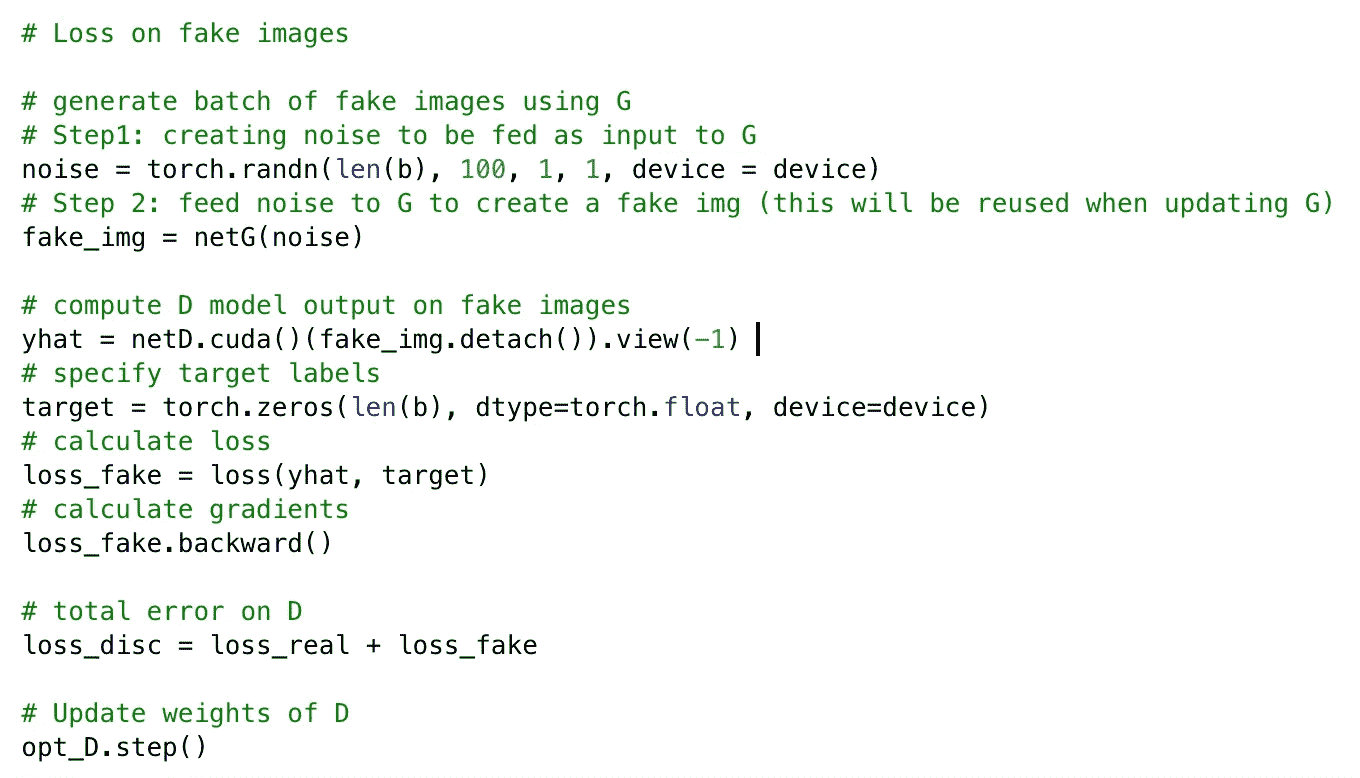 # Loss on fake images
# generate batch of fake images using G
# Step1: creating noise to be fed as input to G
noise = torch.randn(len(b), 100, 1, 1, device = device)
# Step 2: feed noise to G to create a fake img (this will be reused when updating G)
fake_img = netG(noise)
# compute D model output on fake images
yhat = netD.cuda()(fake_img.detach()).view(-1)
# specify target labels
target = torch.zeros(len(b), dtype=torch.float, device=device)
# calculate loss
loss_fake = loss(yhat, target)
# calculate gradients
loss_fake.backward()
# total error on D
loss_disc = loss_real + loss_fake
# Update weights of D
opt_D.step()